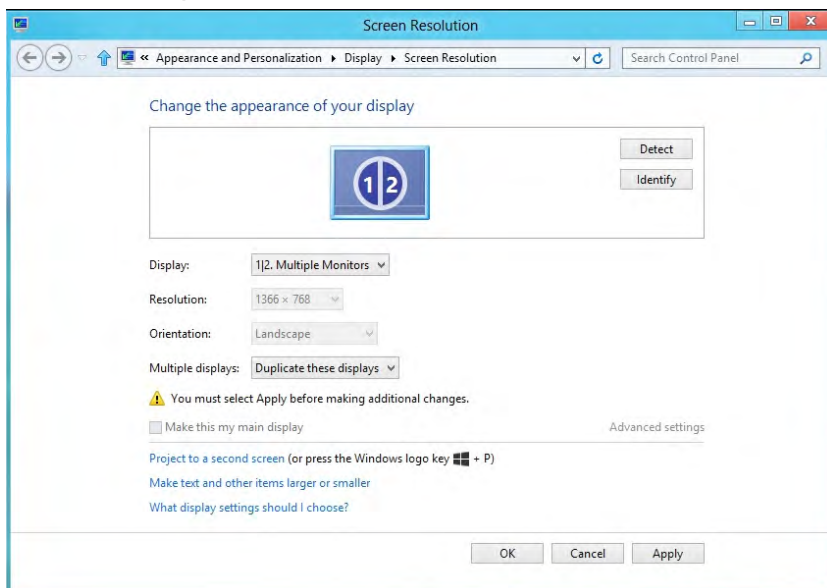 Screen Resolution
« Appearance and Personalization ▸ Display ▸ Screen Resolution
Search Control Panel
Change the appearance of your display
1|2
Detect
Identify
Display: 1|2. Multiple Monitors
Resolution: 1366 × 768
Orientation: Landscape
Multiple displays: Duplicate these displays
You must select Apply before making additional changes.
Make this my main display Advanced settings
Project to a second screen (or press the Windows logo key + P)
Make text and other items larger or smaller
What display settings should I choose?
OK Cancel Apply